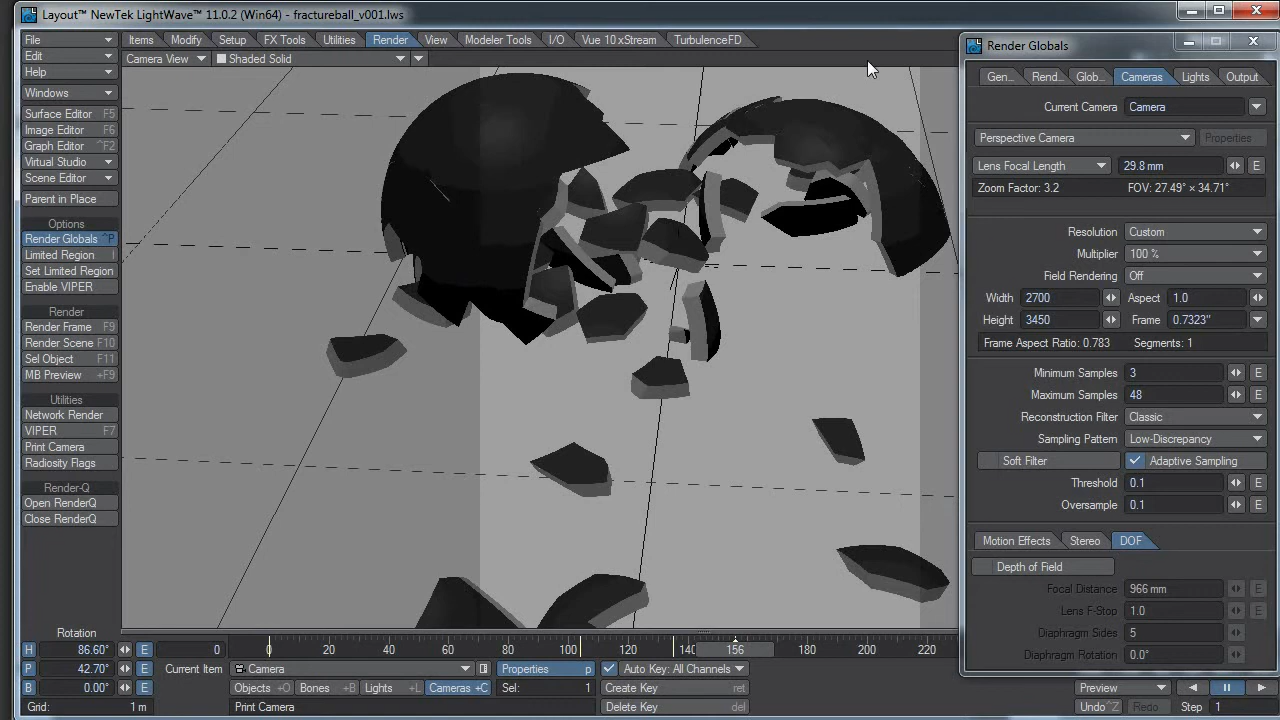 Layout™ NewTek LightWave™ 11.0.2 (Win64) - fractureball_v001.lws
File
Edit
Help
Windows
Surface Editor F5
Image Editor F6
Graph Editor ^F2
Virtual Studio
Scene Editor
Parent in Place
Options
Render Globals ^P
Limited Region l
Set Limited Region
Enable VIPER
Render
Render Frame F9
Render Scene F10
Sel Object F11
MB Preview +F9
Utilities
Network Render
VIPER F7
Print Camera
Radiosity Flags
Render-Q
Open RenderQ
Close RenderQ
Items Modify Setup FX Tools Utilities Render View Modeler Tools I/O Vue 10 xStream TurbulenceFD
Camera View Shaded Solid
Render Globals
Gen... Rend... Glob... Cameras Lights Output
Current Camera Camera
Perspective Camera Properties
Lens Focal Length 29.8 mm E
Zoom Factor: 3.2 FOV: 27.49° × 34.71°
Resolution Custom
Multiplier 100 %
Field Rendering Off
Width 2700 Aspect 1.0
Height 3450 Frame 0.7323"
Frame Aspect Ratio: 0.783 Segments: 1
Minimum Samples 3 E
Maximum Samples 48 E
Reconstruction Filter Classic
Sampling Pattern Low-Discrepancy
Soft Filter Adaptive Sampling
Threshold 0.1 E
Oversample 0.1 E
Motion Effects Stereo DOF
Depth of Field
Focal Distance 966 mm E
Lens F-Stop 1.0 E
Diaphragm Sides 5
Diaphragm Rotation 0.0°
Rotation
H 86.60° E
P 42.70° E
B 0.00° E
Grid: 1 m
0 0 20 40 60 80 100 120 140 156 180 200 220
Current Item Camera Properties p Auto Key: All Channels
Objects +O Bones +B Lights +L Cameras +C Sel: 1 Create Key ret
Print Camera Delete Key del
Preview
Undo ^Z Redo Step 1